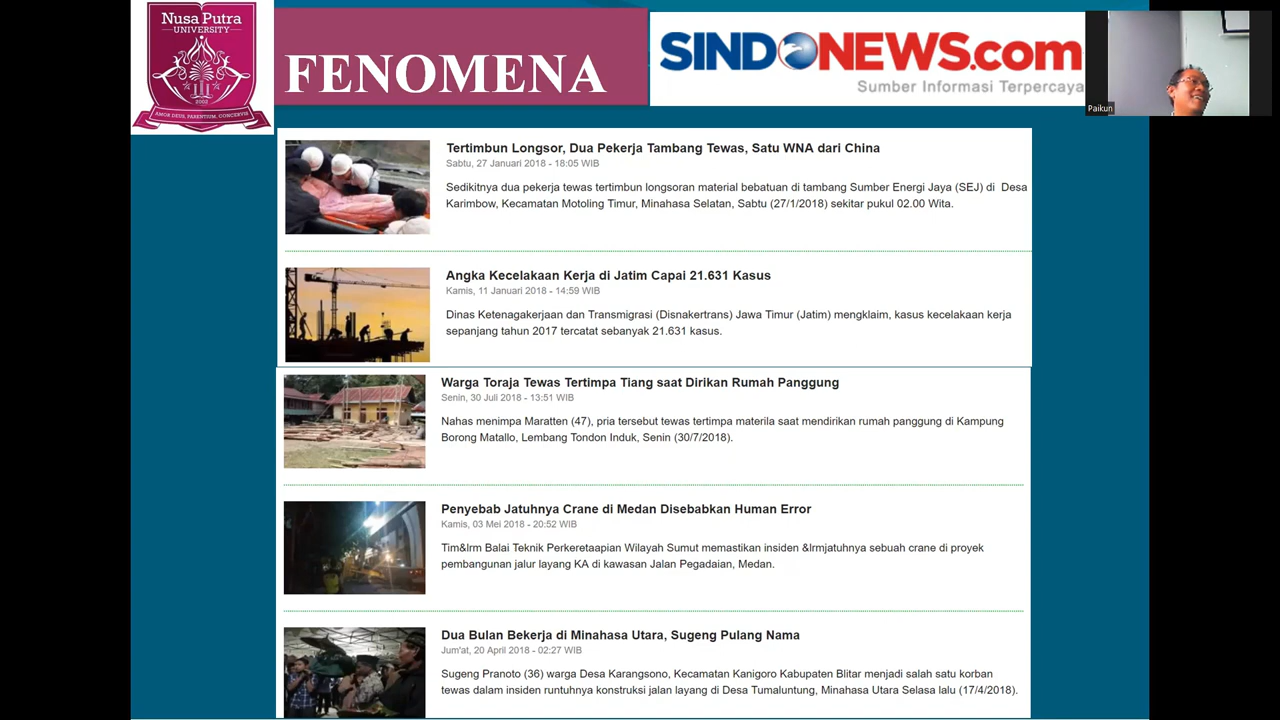 Nusa Putra
UNIVERSITY
2002
AMOR DEUS, PARENTIUM, CONCERVIS
FENOMENA
SINDONEWS.com
Sumber Informasi Terpercaya
Paikun
Tertimbun Longsor, Dua Pekerja Tambang Tewas, Satu WNA dari China
Sabtu, 27 Januari 2018 - 18:05 WIB
Sedikitnya dua pekerja tewas tertimbun longsoran material bebatuan di tambang Sumber Energi Jaya (SEJ) di Desa
Karimbow, Kecamatan Motoling Timur, Minahasa Selatan, Sabtu (27/1/2018) sekitar pukul 02.00 Wita.
Angka Kecelakaan Kerja di Jatim Capai 21.631 Kasus
Kamis, 11 Januari 2018 - 14:59 WIB
Dinas Ketenagakerjaan dan Transmigrasi (Disnakertrans) Jawa Timur (Jatim) mengklaim, kasus kecelakaan kerja
sepanjang tahun 2017 tercatat sebanyak 21.631 kasus.
Warga Toraja Tewas Tertimpa Tiang saat Dirikan Rumah Panggung
Senin, 30 Juli 2018 - 13:51 WIB
Nahas menimpa Maratten (47), pria tersebut tewas tertimpa materila saat mendirikan rumah panggung di Kampung
Borong Matallo, Lembang Tondon Induk, Senin (30/7/2018).
Penyebab Jatuhnya Crane di Medan Disebabkan Human Error
Kamis, 03 Mei 2018 - 20:52 WIB
Tim&lrm Balai Teknik Perkeretaapian Wilayah Sumut memastikan insiden &lrmjatuhnya sebuah crane di proyek
pembangunan jalur layang KA di kawasan Jalan Pegadaian, Medan.
Dua Bulan Bekerja di Minahasa Utara, Sugeng Pulang Nama
Jum'at, 20 April 2018 - 02:27 WIB
Sugeng Pranoto (36) warga Desa Karangsono, Kecamatan Kanigoro Kabupaten Blitar menjadi salah satu korban
tewas dalam insiden runtuhnya konstruksi jalan layang di Desa Tumaluntung, Minahasa Utara Selasa lalu (17/4/2018).